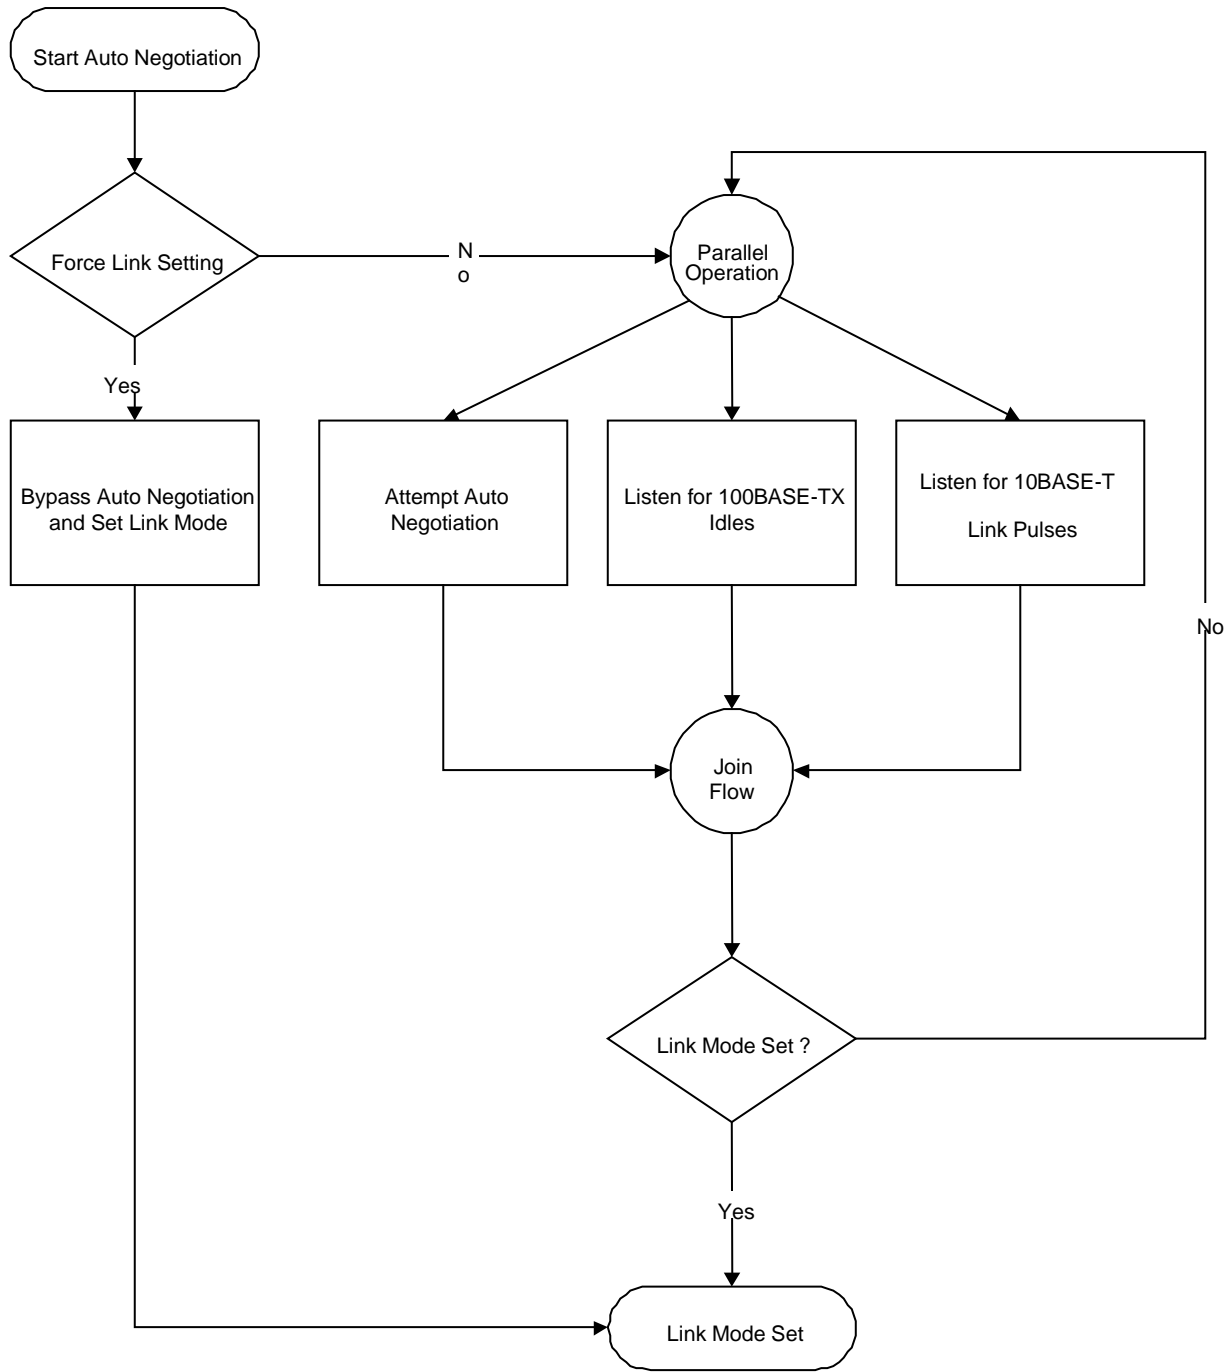 Start Auto Negotiation
Force Link Setting
N
o
Parallel
Operation
Yes
Bypass Auto Negotiation
and Set Link Mode
Attempt Auto
Negotiation
Listen for 100BASE-TX
Idles
Listen for 10BASE-T
Link Pulses
No
Join
Flow
Link Mode Set ?
Yes
Link Mode Set